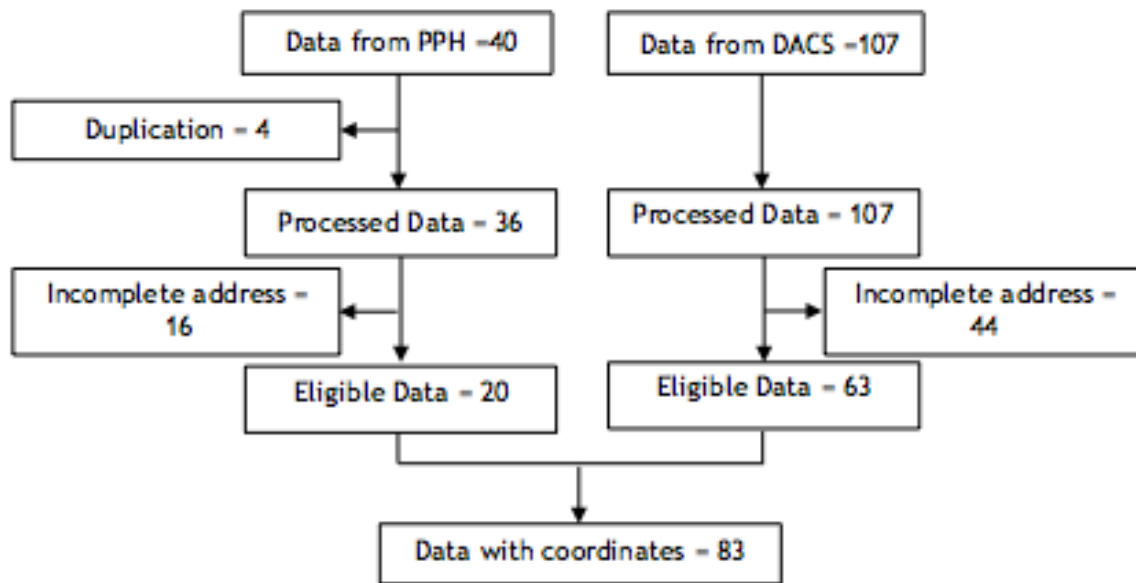 Data from PPH –40
Data from DACS –107
Duplication – 4
Processed Data – 36
Processed Data – 107
Incomplete address –
16
Incomplete address –
44
Eligible Data – 20
Eligible Data – 63
Data with coordinates – 83